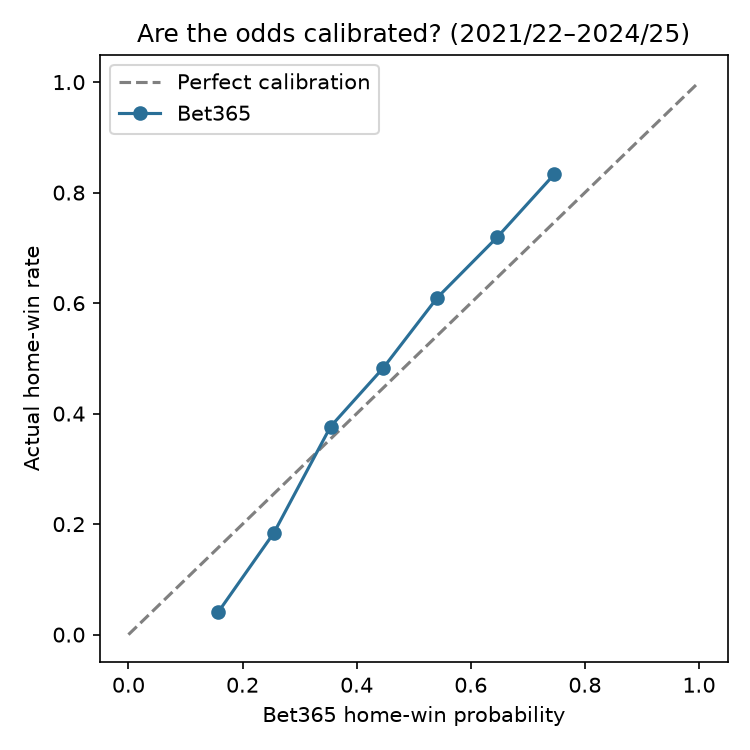 Are the odds calibrated? (2021/22–2024/25)
Perfect calibration
Bet365
1.0
0.8
0.6
0.4
0.2
0.0
Actual home-win rate
0.0 0.2 0.4 0.6 0.8 1.0
Bet365 home-win probability